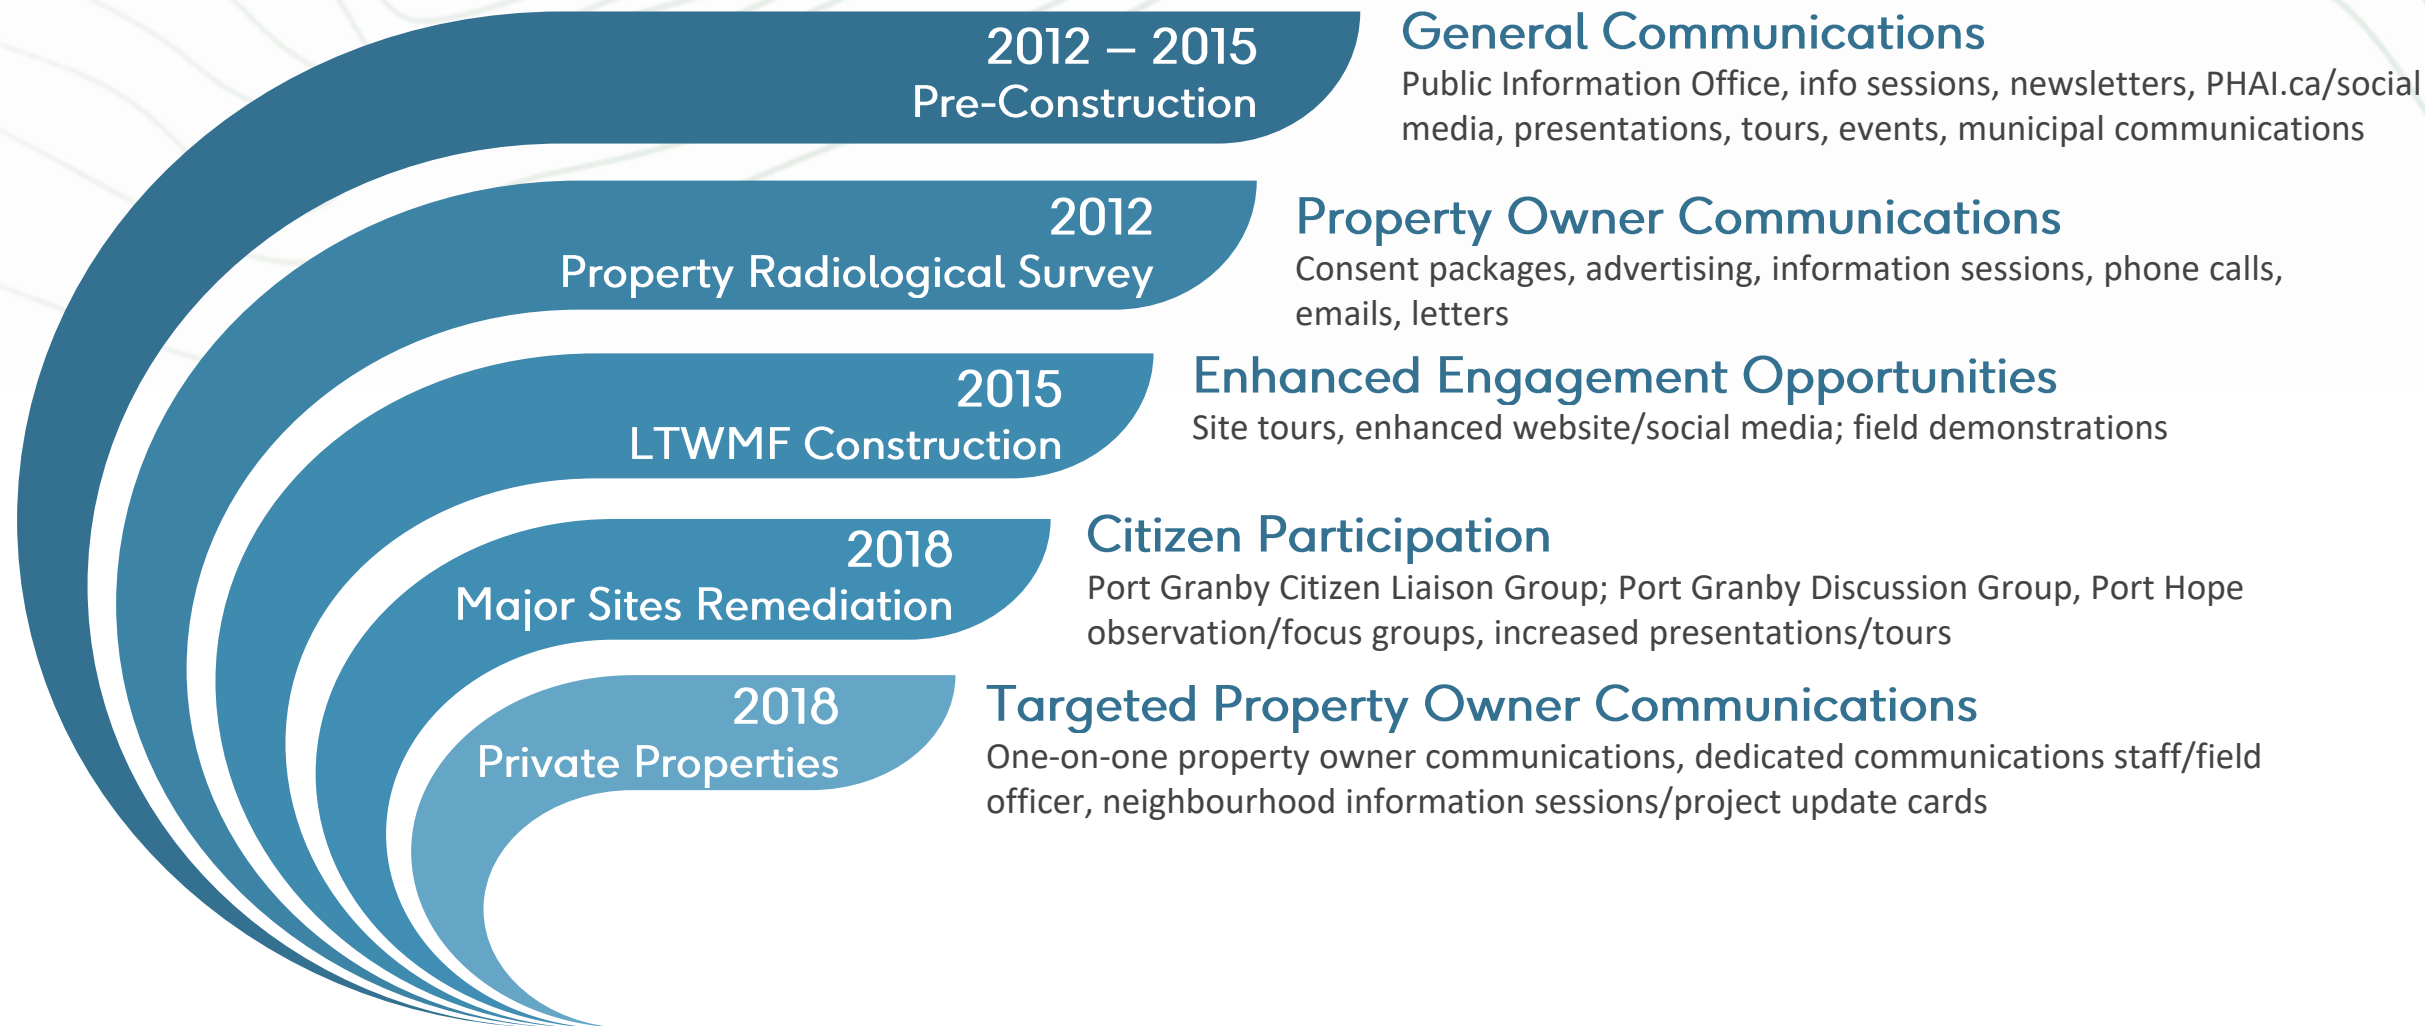 2012 – 2015
Pre-Construction
General Communications
Public Information Office, info sessions, newsletters, PHAI.ca/social
media, presentations, tours, events, municipal communications
2012
Property Radiological Survey
Property Owner Communications
Consent packages, advertising, information sessions, phone calls,
emails, letters
2015
LTWMF Construction
Enhanced Engagement Opportunities
Site tours, enhanced website/social media; field demonstrations
2018
Major Sites Remediation
Citizen Participation
Port Granby Citizen Liaison Group; Port Granby Discussion Group, Port Hope
observation/focus groups, increased presentations/tours
2018
Private Properties
Targeted Property Owner Communications
One-on-one property owner communications, dedicated communications staff/field
officer, neighbourhood information sessions/project update cards